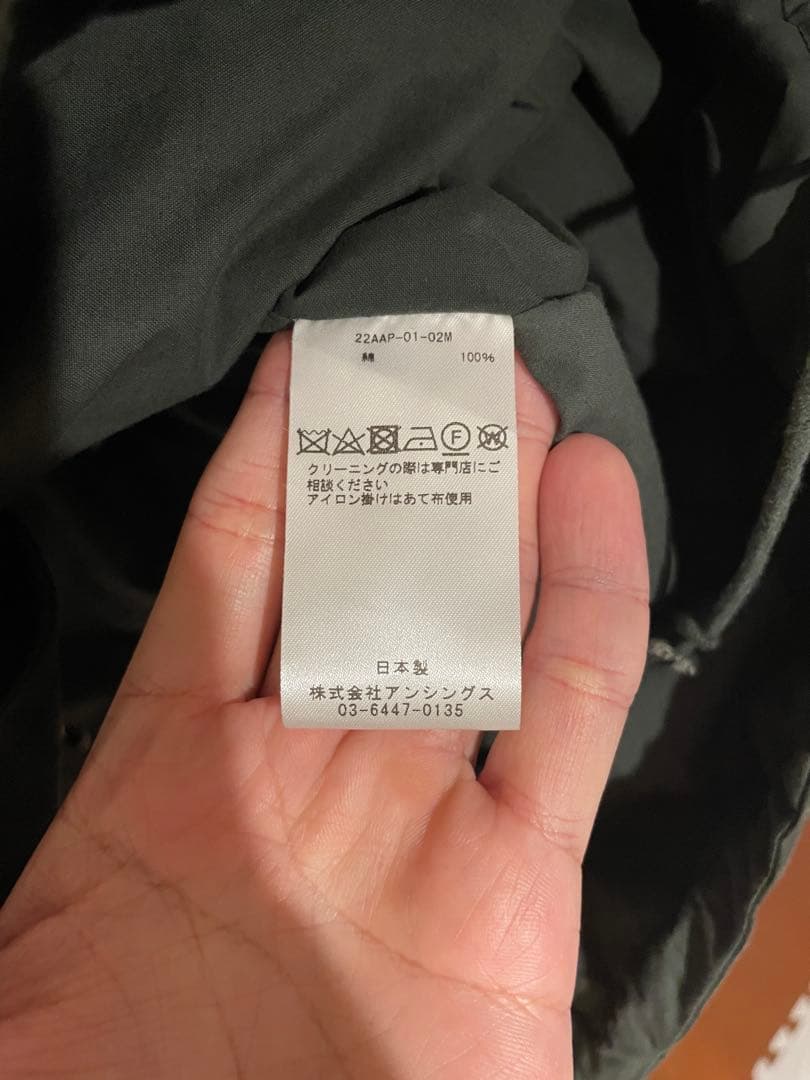 22AAP-01-02M
綿 100%
F W
クリーニングの際は専門店にご
相談ください
アイロン掛けはあて布使用
日本製
株式会社アンシングス
03-6447-0135